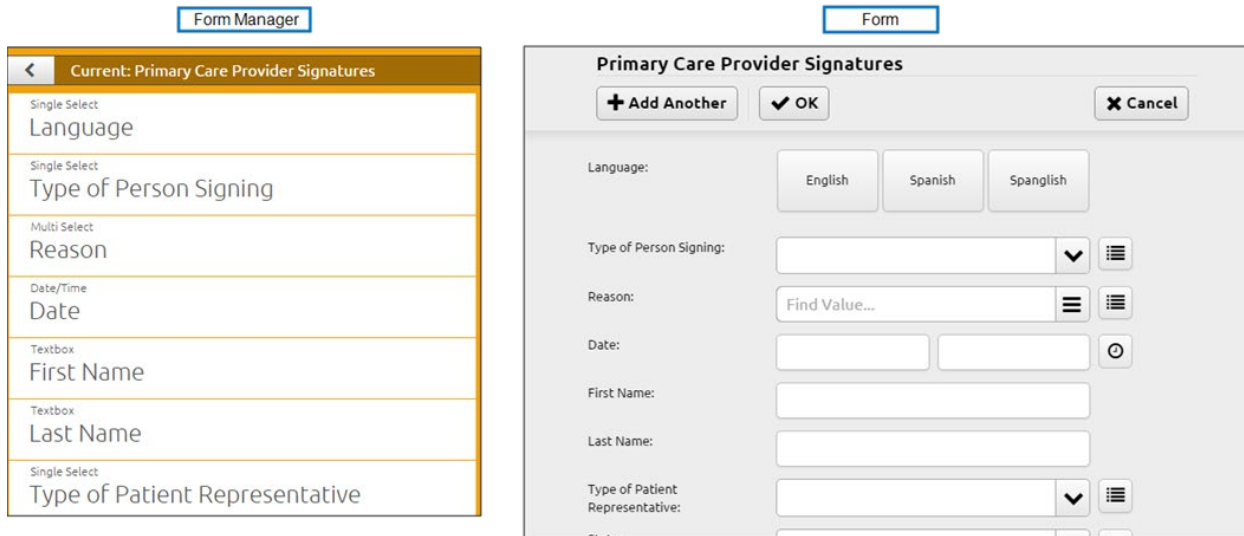 Form Manager
Current: Primary Care Provider Signatures
Single Select
Language
Single Select
Type of Person Signing
Multi Select
Reason
Date/Time
Date
Textbox
First Name
Textbox
Last Name
Single Select
Type of Patient Representative
Form
Primary Care Provider Signatures
Add Another
OK
Cancel
Language:
English
Spanish
Spanglish
Type of Person Signing:
Reason:
Find Value...
Date:
First Name:
Last Name:
Type of Patient
Representative: